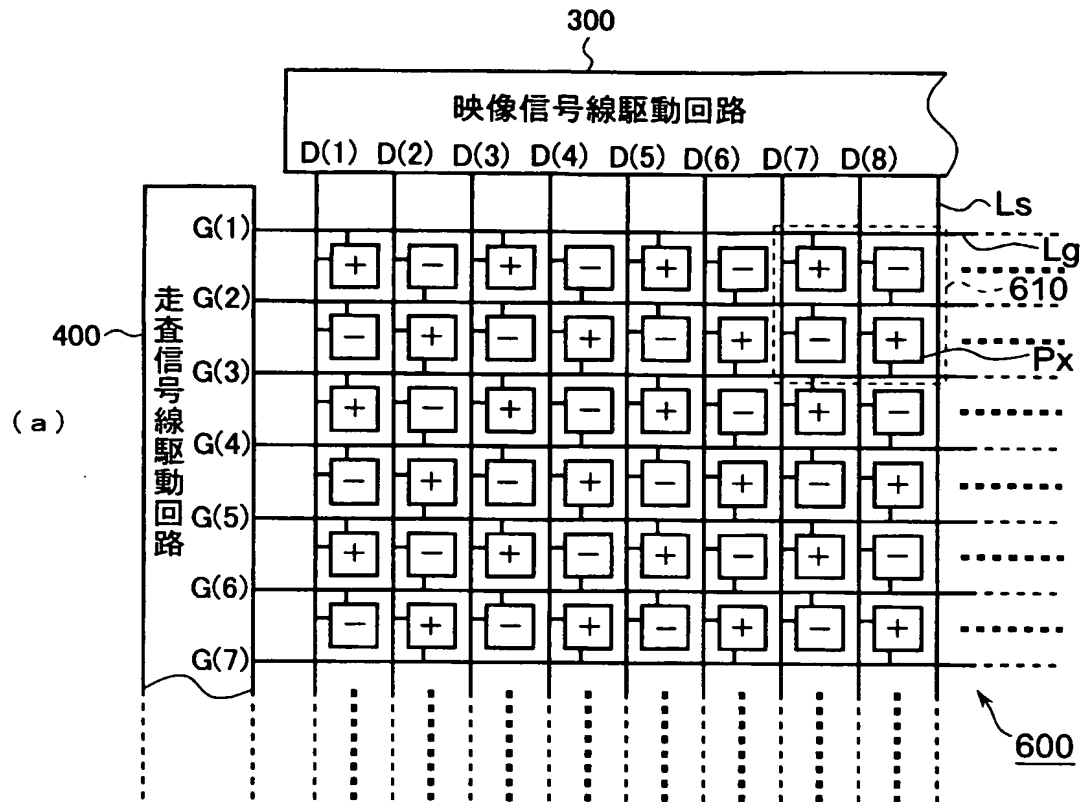 300
映像信号線駆動回路
D(1) D(2) D(3) D(4) D(5) D(6) D(7) D(8)
Ls
G(1)
Lg
+ − + − + − + −
610
G(2)
400
走査信号線駆動回路
− + − + − + − +
Px
G(3)
+ − + − + − + −
(a)
G(4)
− + − + − + − +
G(5)
+ − + − + − + −
G(6)
− + − + − + − +
G(7)
600